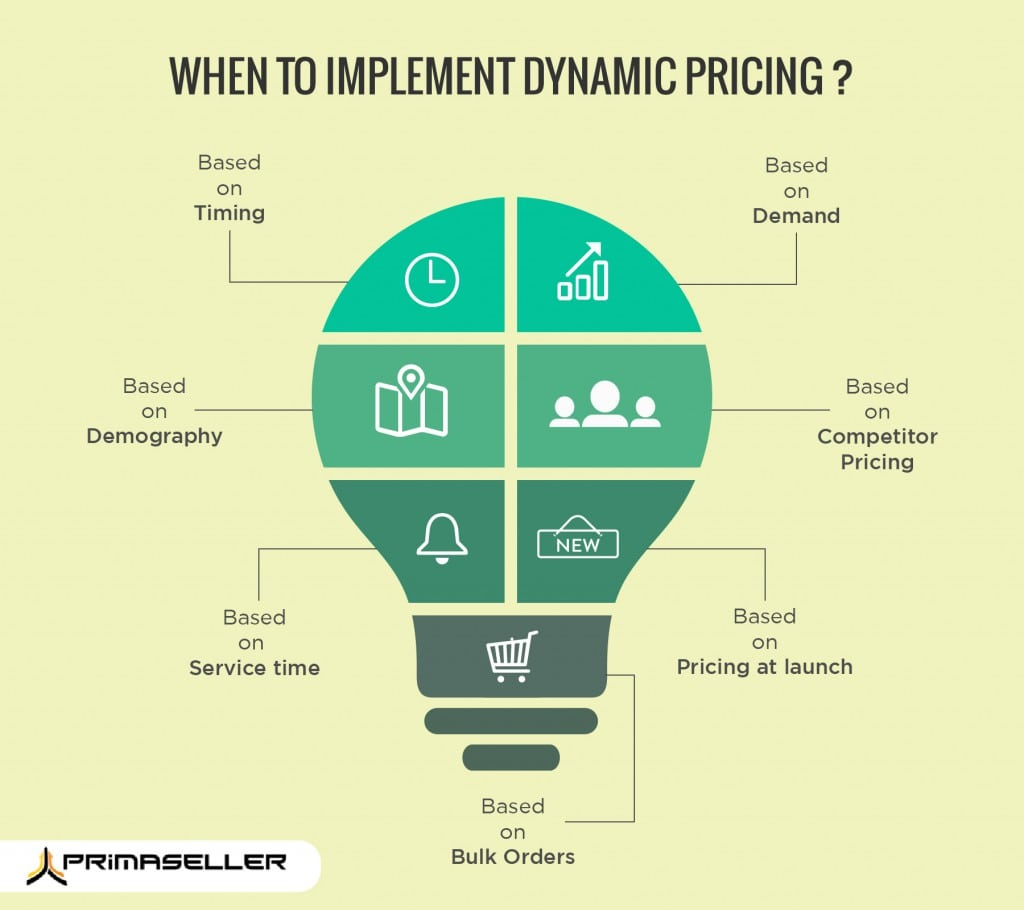 WHEN TO IMPLEMENT DYNAMIC PRICING ?
Based
on
Timing
Based
on
Demand
Based
on
Demography
Based
on
Competitor
Pricing
NEW
Based
on
Service time
Based
on
Pricing at launch
Based
on
Bulk Orders
PRIMASELLER